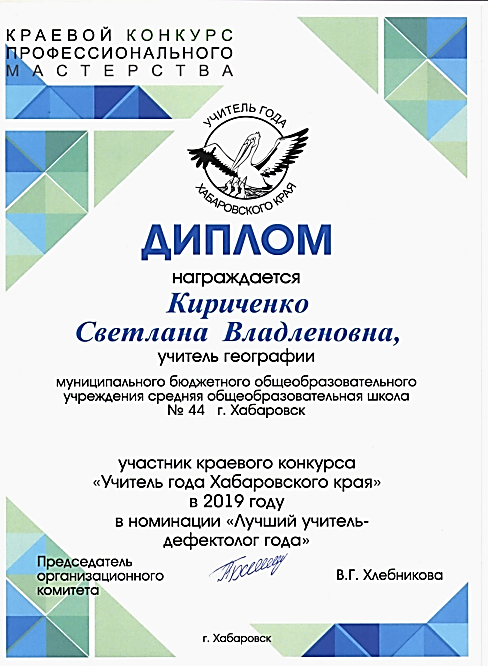 КРАЕВОЙ КОНКУРС
ПРОФЕССИОНАЛЬНОГО
МАСТЕРСТВА
УЧИТЕЛЬ ГОДА
ХАБАРОВСКОГО КРАЯ
ДИПЛОМ
награждается
Кириченко
Светлана Владленовна,
учитель географии
муниципального бюджетного общеобразовательного
учреждения средняя общеобразовательная школа
№ 44 г. Хабаровск
участник краевого конкурса
«Учитель года Хабаровского края»
в 2019 году
в номинации «Лучший учитель-
дефектолог года»
Председатель
организационного
комитета
В.Г. Хлебникова
г. Хабаровск